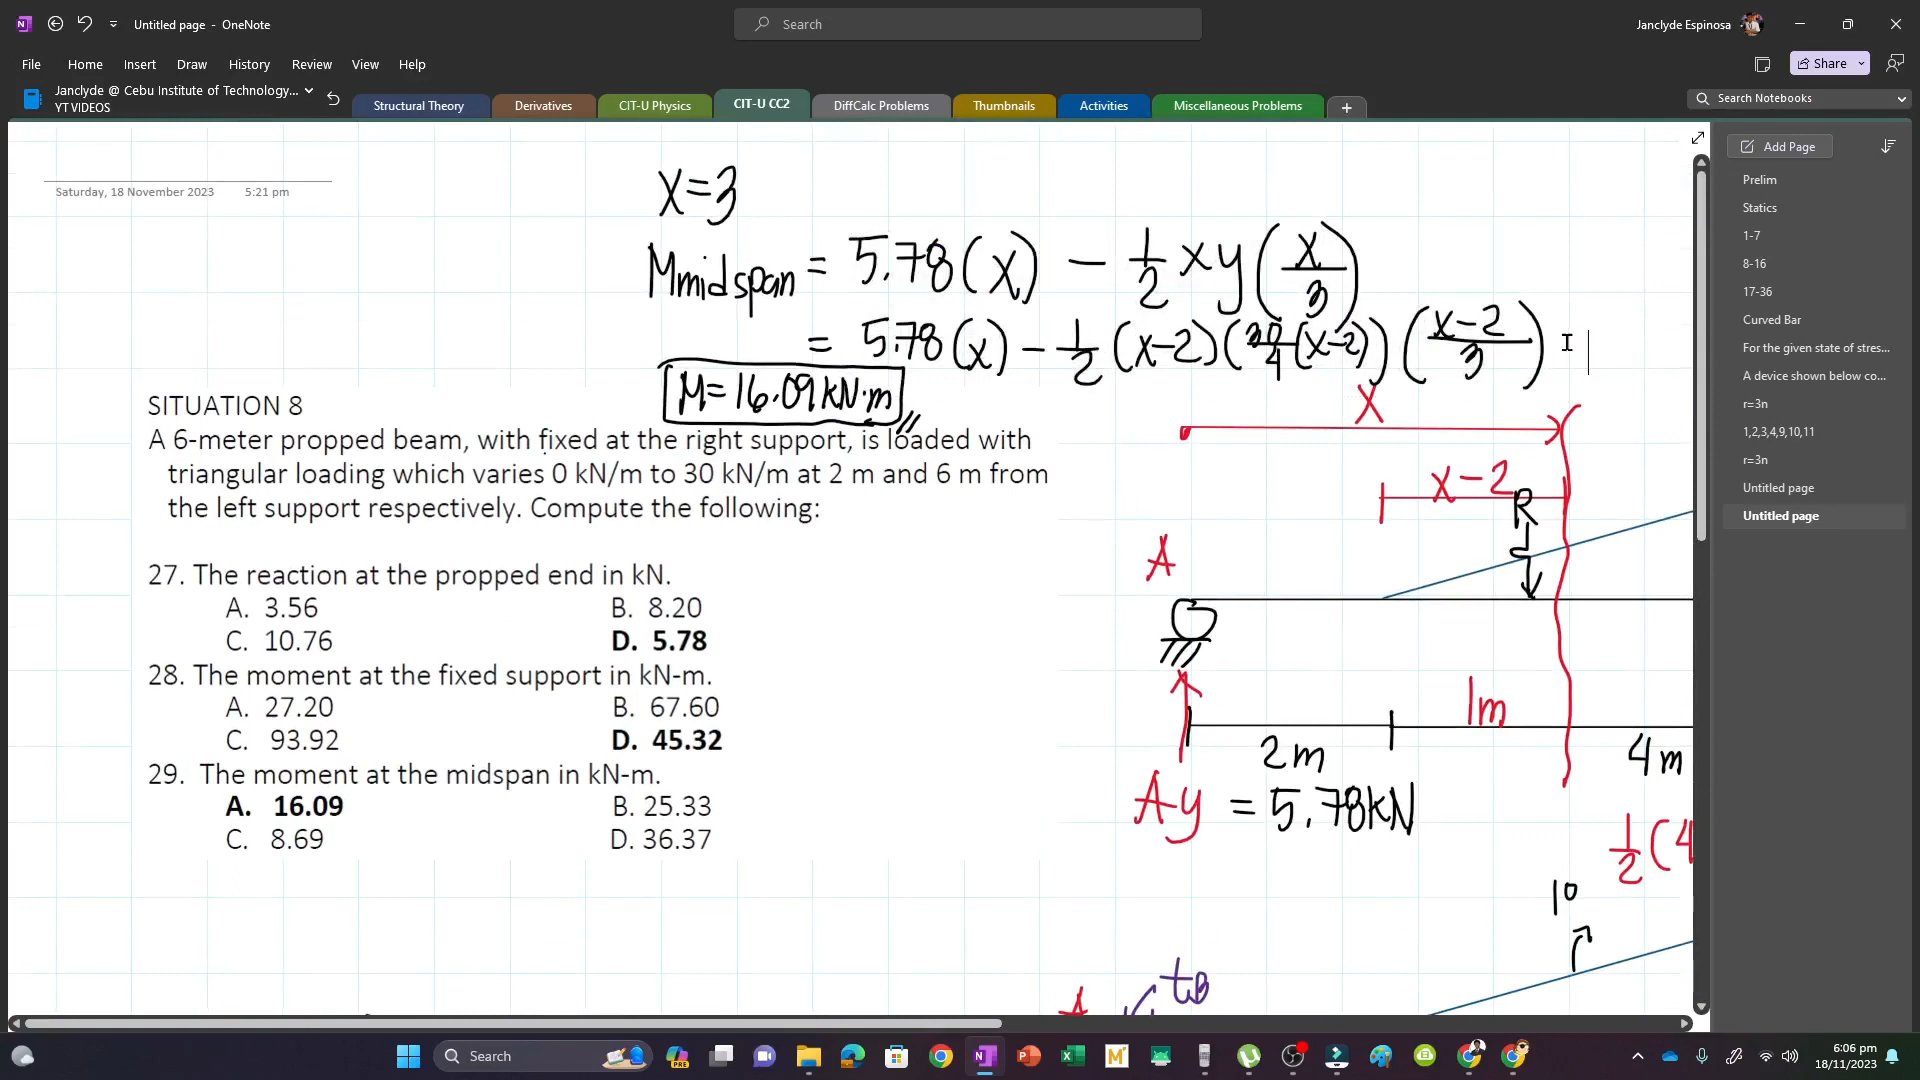 Untitled page - OneNote
Search
Janclyde Espinosa
File Home Insert Draw History Review View Help
Share
Janclyde @ Cebu Institute of Technology...
YT VIDEOS
Structural Theory Derivatives CIT-U Physics CIT-U CC2 DiffCalc Problems Thumbnails Activities Miscellaneous Problems +
Search Notebooks
Add Page
Prelim
Statics
1-7
8-16
17-36
Curved Bar
For the given state of stres...
A device shown below co...
r=3n
1,2,3,4,9,10,11
r=3n
Untitled page
Untitled page
Saturday, 18 November 2023 5:21 pm
X=3
Mmidspan = 5.78(x) - 1/2 xy (x/3)
= 5.78(x) - 1/2 (x-2)(30/4 (x-2)) (x-2/3)
M=16.09kN·m
SITUATION 8
A 6-meter propped beam, with fixed at the right support, is loaded with
triangular loading which varies 0 kN/m to 30 kN/m at 2 m and 6 m from
the left support respectively. Compute the following:
27. The reaction at the propped end in kN.
A. 3.56 B. 8.20
C. 10.76 D. 5.78
28. The moment at the fixed support in kN-m.
A. 27.20 B. 67.60
C. 93.92 D. 45.32
29. The moment at the midspan in kN-m.
A. 16.09 B. 25.33
C. 8.69 D. 36.37
X
x-2
R
A
1m
2m
4m
Ay = 5.78kN
1/2 (4
10
tB
A
Search
PRE
6:06 pm
18/11/2023